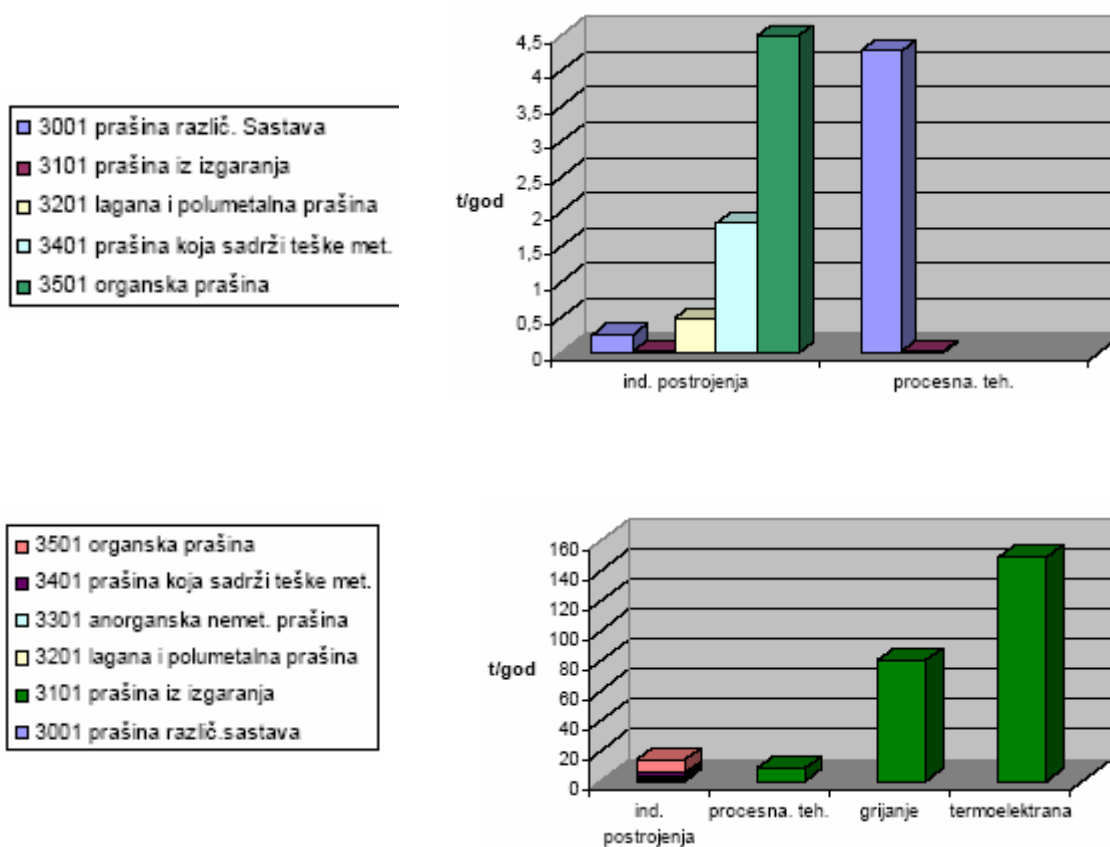 3001 prašina različ. Sastava
3101 prašina iz izgaranja
3201 lagana i polumetalna prašina
3401 prašina koja sadrži teške met.
3501 organska prašina
t/god
4,5
4
3,5
3
2,5
2
1,5
1
0,5
0
ind. postrojenja
procesna. teh.
3501 organska prašina
3401 prašina koja sadrži teške met.
3301 anorganska nemet. prašina
3201 lagana i polumetalna prašina
3101 prašina iz izgaranja
3001 prašina različ.sastava
t/god
160
140
120
100
80
60
40
20
0
ind.
postrojenja
procesna. teh.
grijanje
termoelektrana